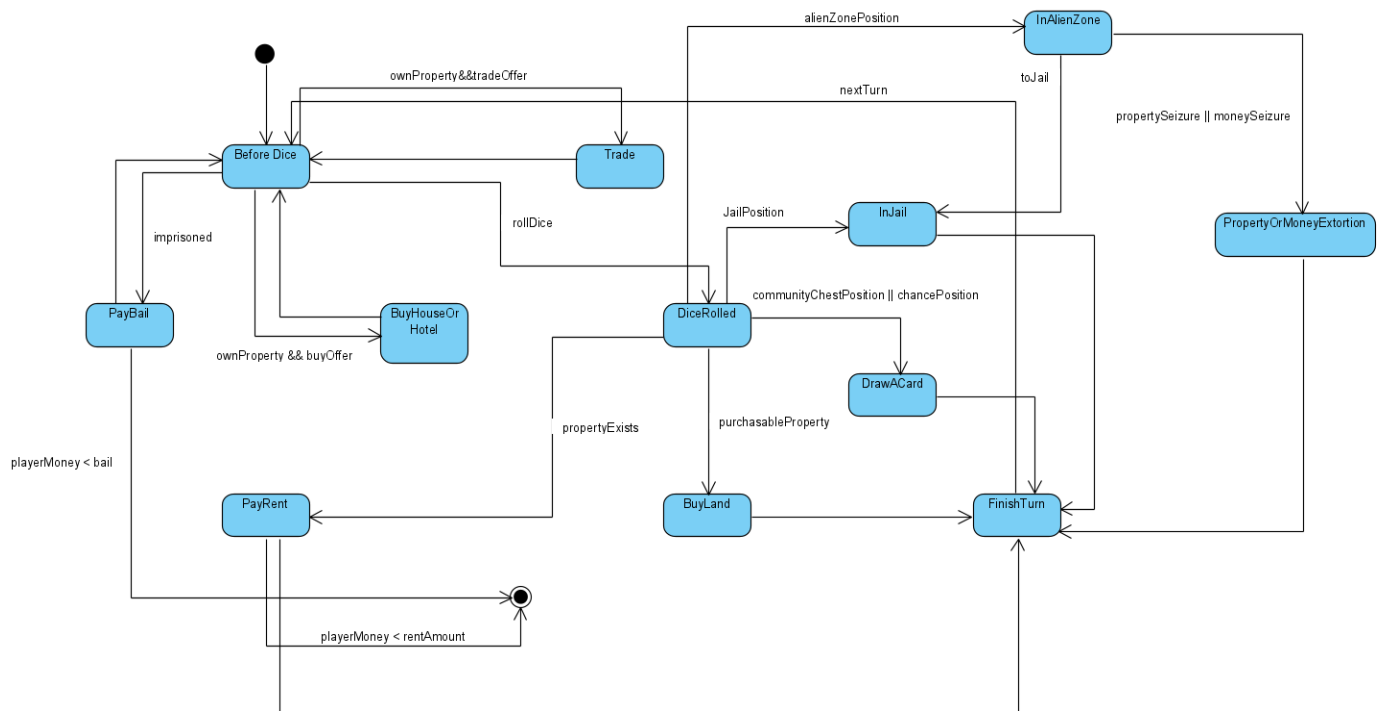 alienZonePosition
InAlienZone
ownProperty&&tradeOffer
nextTurn
toJail
propertySeizure || moneySeizure
Before Dice
Trade
imprisoned
rollDice
JailPosition
InJail
PropertyOrMoneyExtortion
PayBail
BuyHouseOr
Hotel
DiceRolled
communityChestPosition || chancePosition
ownProperty && buyOffer
DrawACard
propertyExists
purchasableProperty
playerMoney < bail
PayRent
BuyLand
FinishTurn
playerMoney < rentAmount